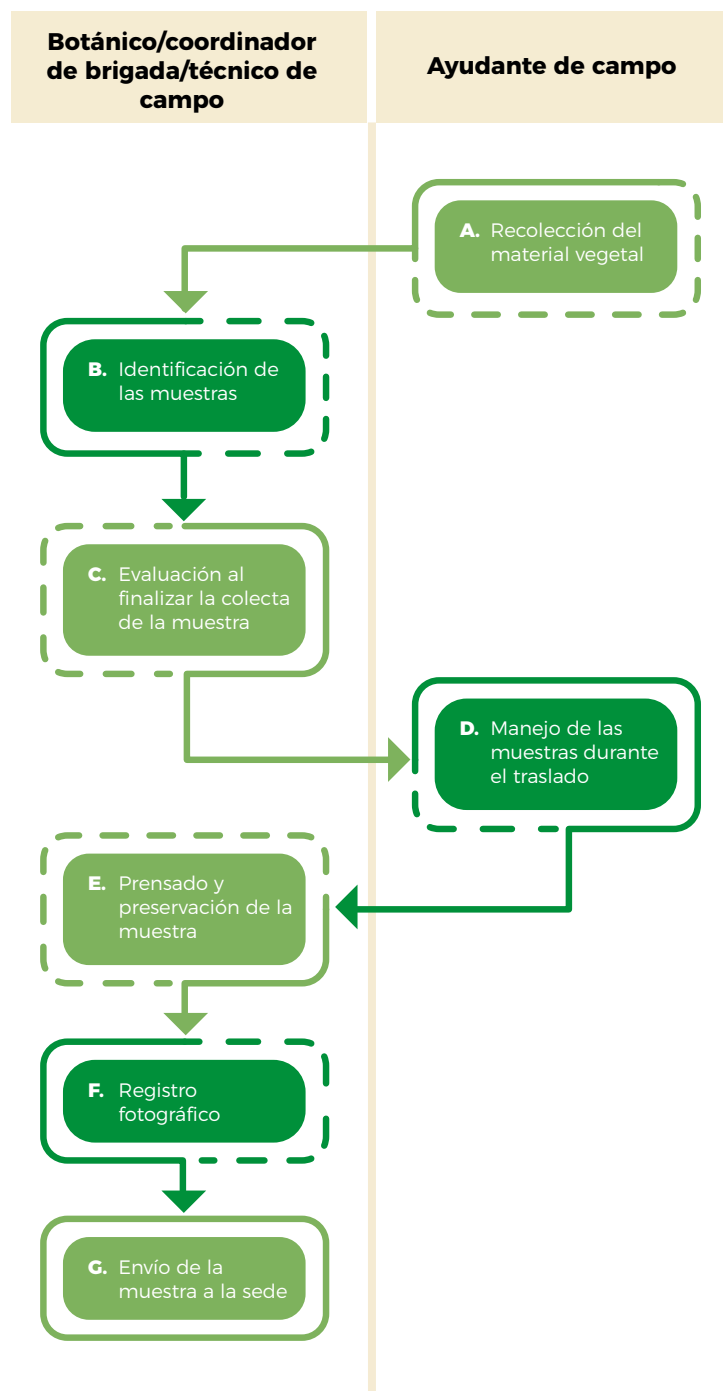 Botánico/coordinador
de brigada/técnico de
campo
Ayudante de campo
A. Recolección del
material vegetal
B. Identificación de
las muestras
C. Evaluación al
finalizar la colecta
de la muestra
D. Manejo de las
muestras durante
el traslado
E. Prensado y
preservación de la
muestra
F. Registro
fotográfico
G. Envío de la
muestra a la sede